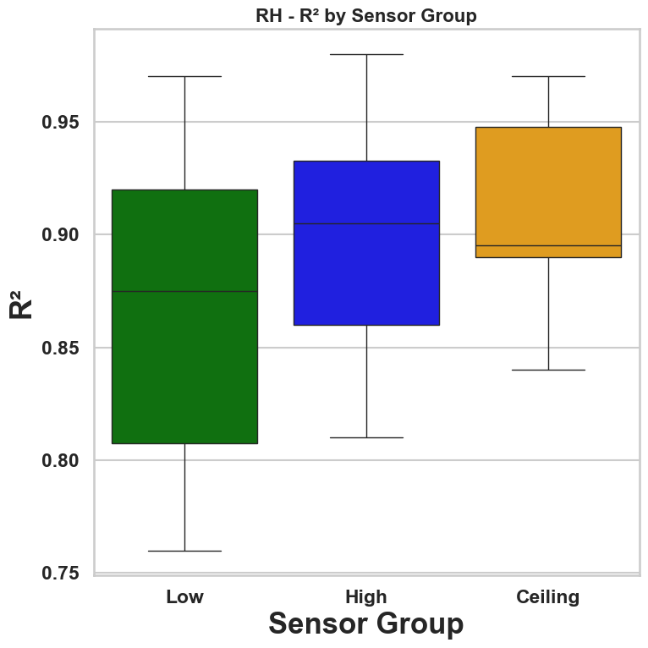 RH - R² by Sensor Group
R²
0.95
0.90
0.85
0.80
0.75
Low High Ceiling
Sensor Group